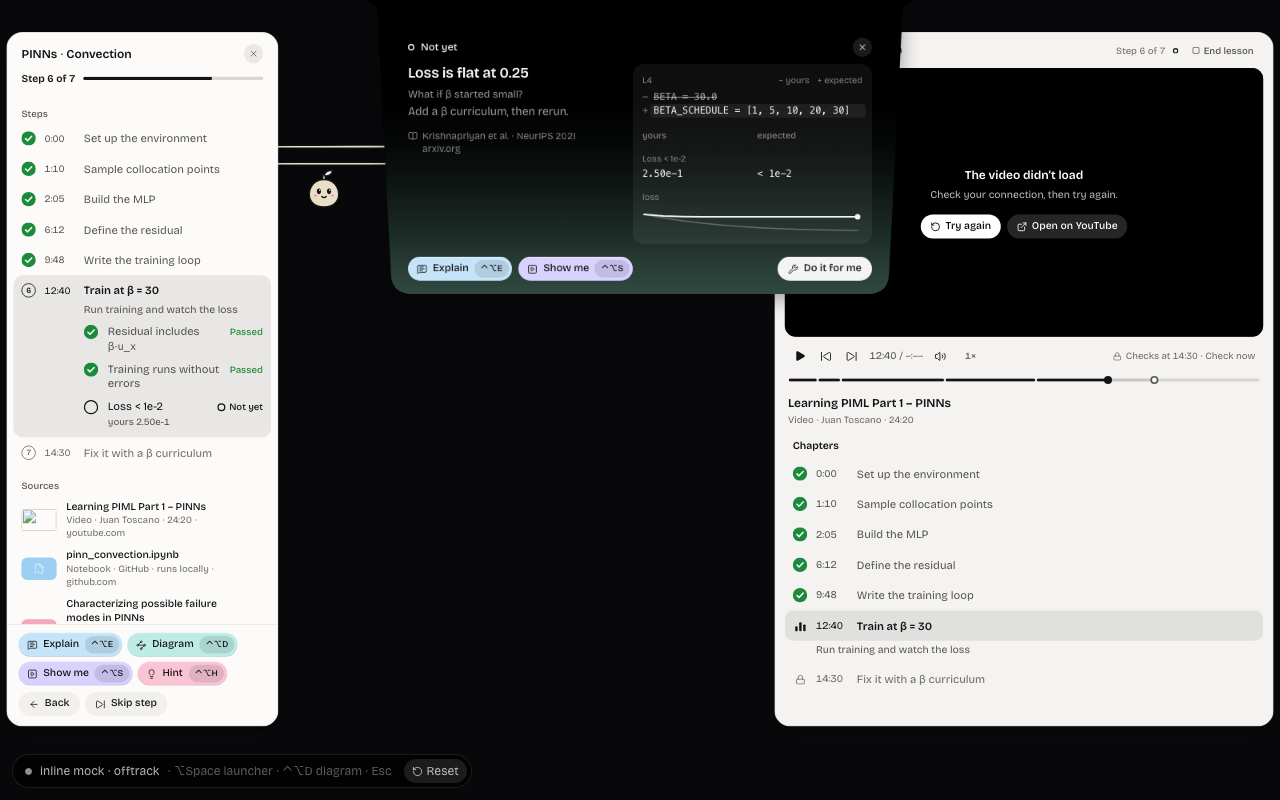 PINNs · Convection
Step 6 of 7
Steps
0:00 Set up the environment
1:10 Sample collocation points
2:05 Build the MLP
6:12 Define the residual
9:48 Write the training loop
6 12:40 Train at β = 30
Run training and watch the loss
Residual includes Passed
β·u_x
Training runs without Passed
errors
Loss < 1e-2 Not yet
yours 2.50e-1
7 14:30 Fix it with a β curriculum
Sources
Learning PIML Part 1 – PINNs
Video · Juan Toscano · 24:20 ·
youtube.com
pinn_convection.ipynb
Notebook · GitHub · runs locally ·
github.com
Characterizing possible failure
modes in PINNs
Explain ^⌥E Diagram ^⌥D
Show me ^⌥S Hint ^⌥H
Back Skip step
Not yet
Loss is flat at 0.25
What if β started small?
Add a β curriculum, then rerun.
Krishnapriyan et al. · NeurIPS 2021
arxiv.org
L4 − yours + expected
− BETA = 30.0
+ BETA_SCHEDULE = [1, 5, 10, 20, 30]
yours expected
Loss < 1e-2
2.50e-1 < 1e-2
loss
Explain ^⌥E Show me ^⌥S Do it for me
Step 6 of 7 End lesson
The video didn't load
Check your connection, then try again.
Try again Open on YouTube
12:40 / –:–– 1× Checks at 14:30 · Check now
Learning PIML Part 1 – PINNs
Video · Juan Toscano · 24:20
Chapters
0:00 Set up the environment
1:10 Sample collocation points
2:05 Build the MLP
6:12 Define the residual
9:48 Write the training loop
12:40 Train at β = 30
Run training and watch the loss
14:30 Fix it with a β curriculum
inline mock · offtrack · ⌥Space launcher · ^⌥D diagram · Esc Reset